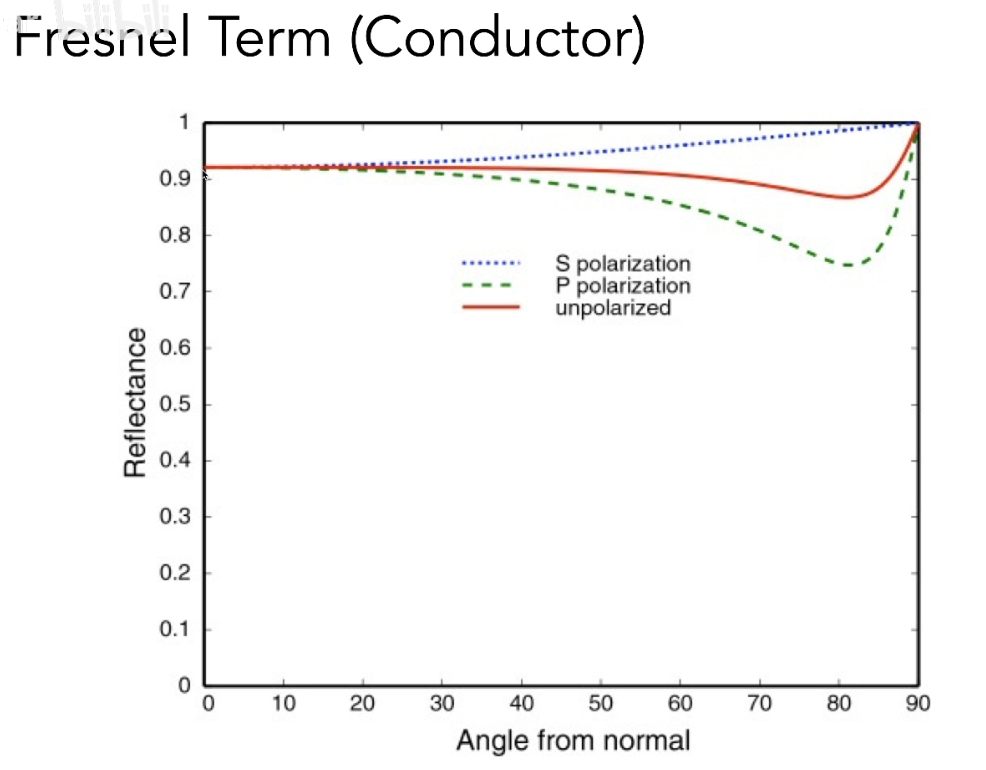 Fresnel Term (Conductor)
bilibili
1
0.9
0.8
0.7
0.6
0.5
0.4
0.3
0.2
0.1
0
Reflectance
S polarization
P polarization
unpolarized
0 10 20 30 40 50 60 70 80 90
Angle from normal